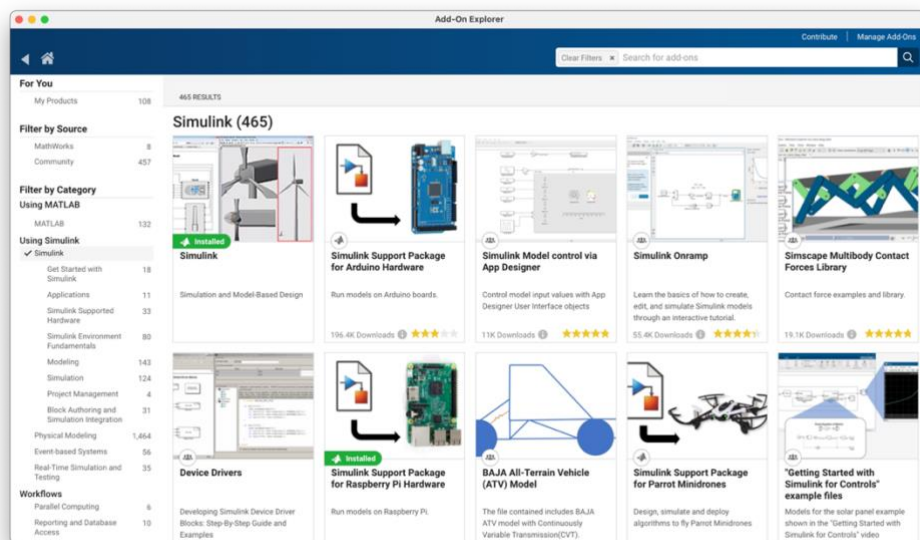 Add-On Explorer
Contribute
Manage Add-Ons
Clear Filters ×
Search for add-ons
For You
My Products 108
Filter by Source
MathWorks 8
Community 457
Filter by Category
Using MATLAB
MATLAB 132
Using Simulink
Simulink
Get Started with
Simulink 18
Applications 11
Simulink Supported
Hardware 33
Simulink Environment
Fundamentals 80
Modeling 143
Simulation 124
Project Management 4
Block Authoring and
Simulation Integration 31
Physical Modeling 1,464
Event-based Systems 56
Real-Time Simulation and
Testing 35
Workflows
Parallel Computing 6
Reporting and Database
Access 10
465 RESULTS
Simulink (465)
Installed
Simulink
Simulation and Model-Based Design
Simulink Support Package
for Arduino Hardware
Run models on Arduino boards.
196.4K Downloads
Simulink Model control via
App Designer
Control model input values with App
Designer User Interface objects
11K Downloads
Simulink Onramp
Learn the basics of how to create,
edit, and simulate Simulink models
through an interactive tutorial.
55.4K Downloads
Simscape Multibody Contact
Forces Library
Contact force examples and library.
19.1K Downloads
Device Drivers
Developing Simulink Device Driver
Blocks: Step-By-Step Guide and
Examples
Installed
Simulink Support Package
for Raspberry Pi Hardware
Run models on Raspberry Pi.
BAJA All-Terrain Vehicle
(ATV) Model
The file contained includes BAJA
ATV model with Continuously
Variable Transmission(CVT).
Simulink Support Package
for Parrot Minidrones
Design, simulate and deploy
algorithms to fly Parrot Minidrones
"Getting Started with
Simulink for Controls"
example files
Models for the solar panel example
shown in the "Getting Started with
Simulink for Controls" video